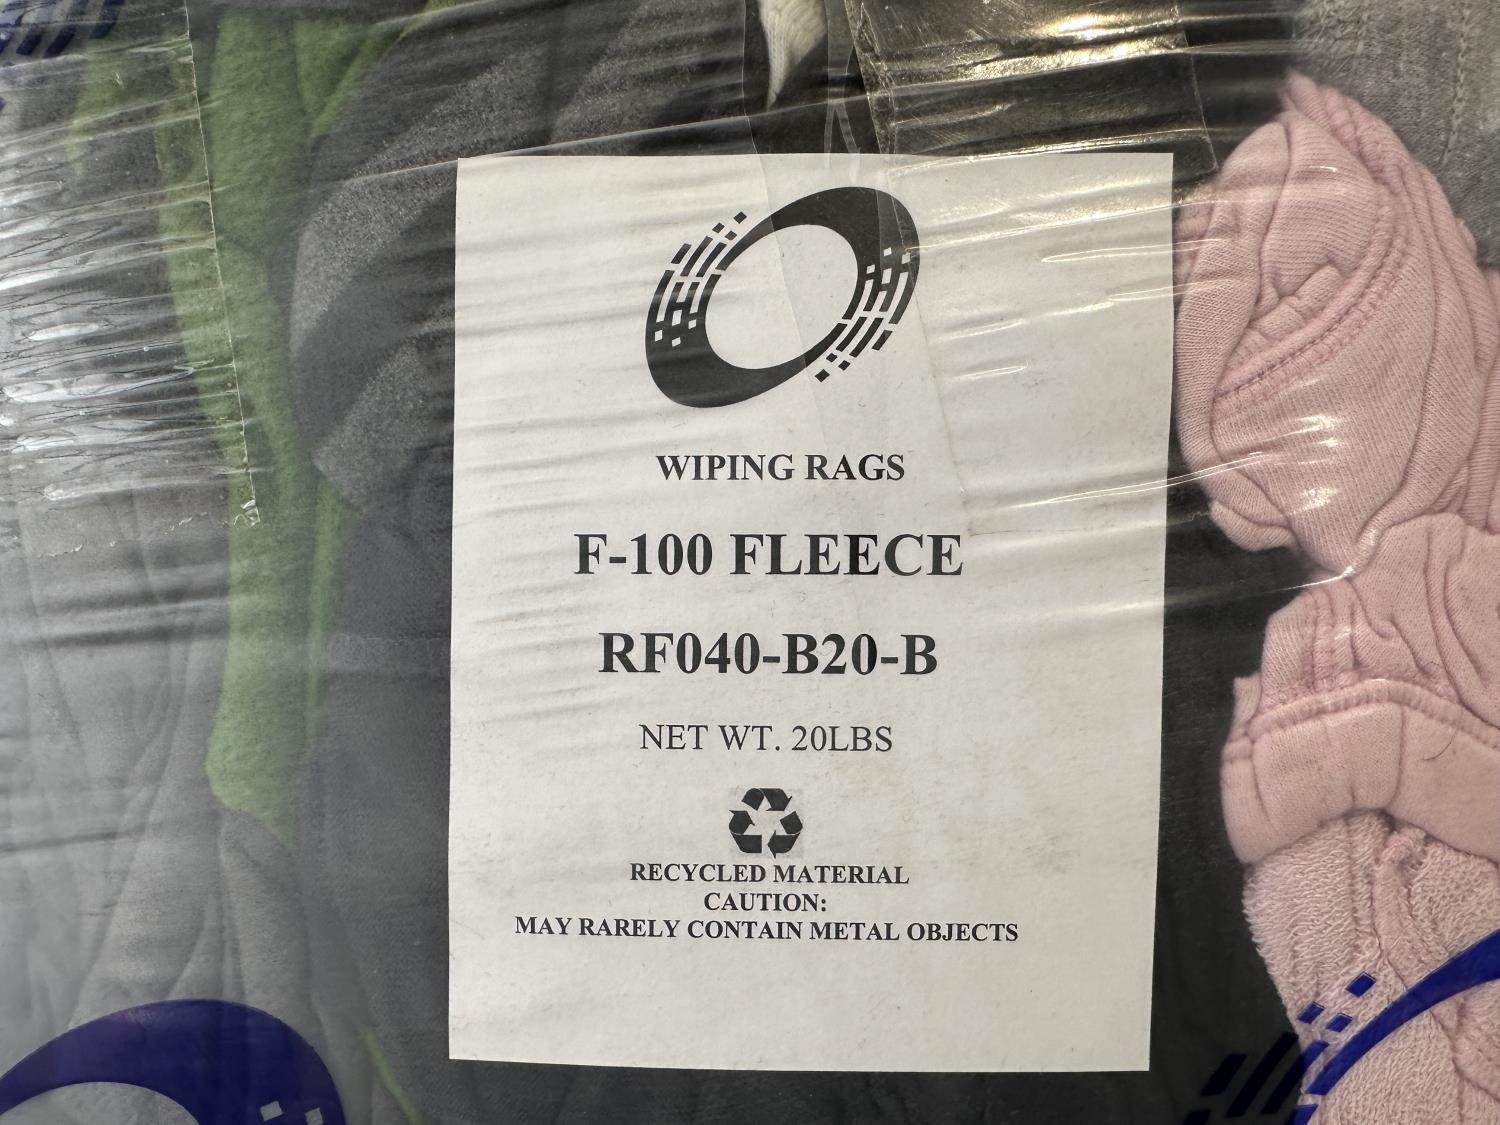 WIPING RAGS
F-100 FLEECE
RF040-B20-B
NET WT. 20LBS
RECYCLED MATERIAL
CAUTION:
MAY RARELY CONTAIN METAL OBJECTS